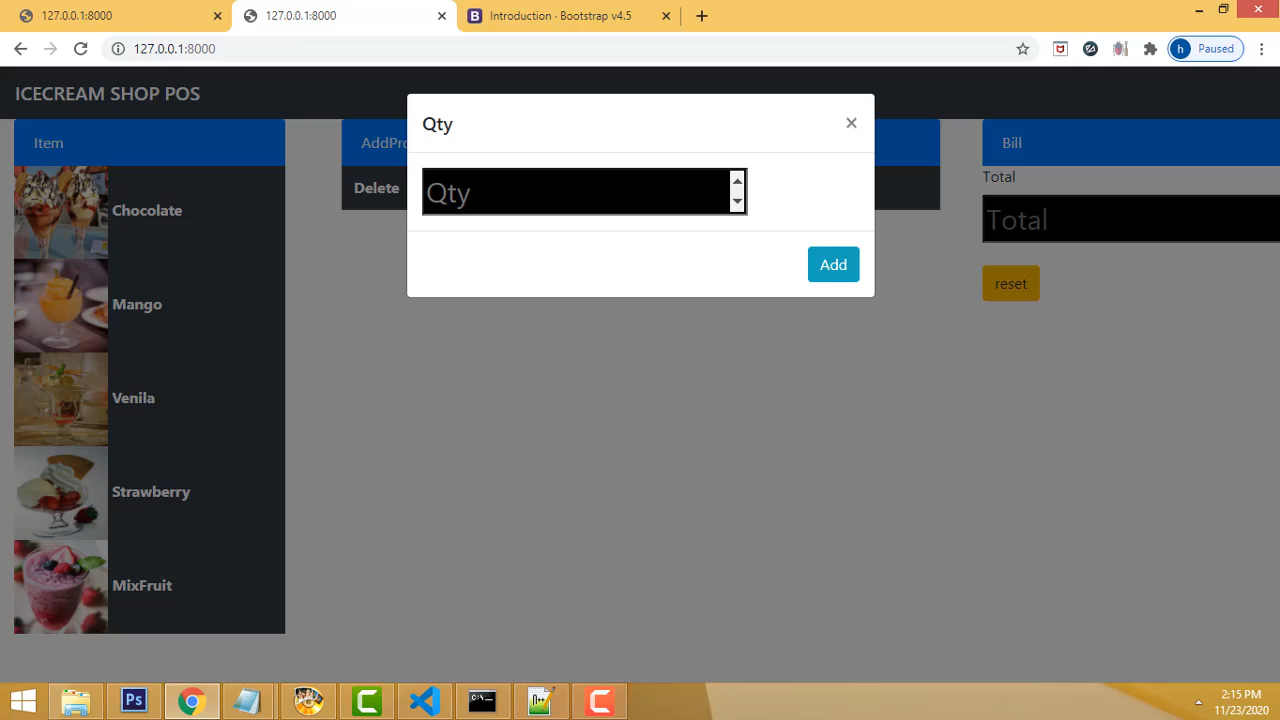 127.0.0.1:8000
127.0.0.1:8000
B Introduction · Bootstrap v4.5
127.0.0.1:8000
h Paused
ICECREAM SHOP POS
Item
Chocolate
Mango
Venila
Strawberry
MixFruit
AddPro
Delete
Qty
×
Qty
Add
Bill
Total
Total
reset
Ps
C:\
N++
2:15 PM
11/23/2020